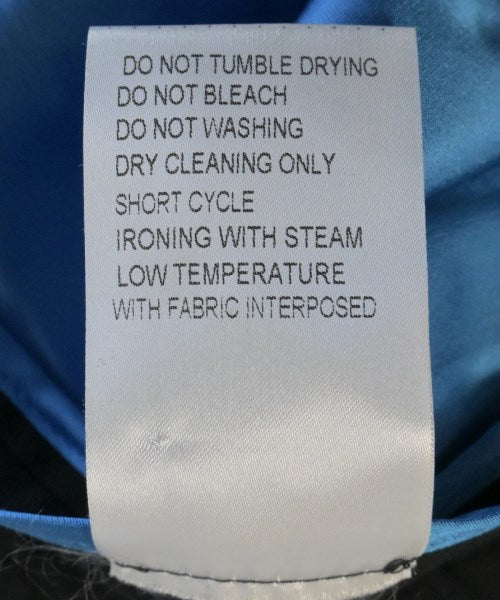 DO NOT TUMBLE DRYING
DO NOT BLEACH
DO NOT WASHING
DRY CLEANING ONLY
SHORT CYCLE
IRONING WITH STEAM
LOW TEMPERATURE
WITH FABRIC INTERPOSED